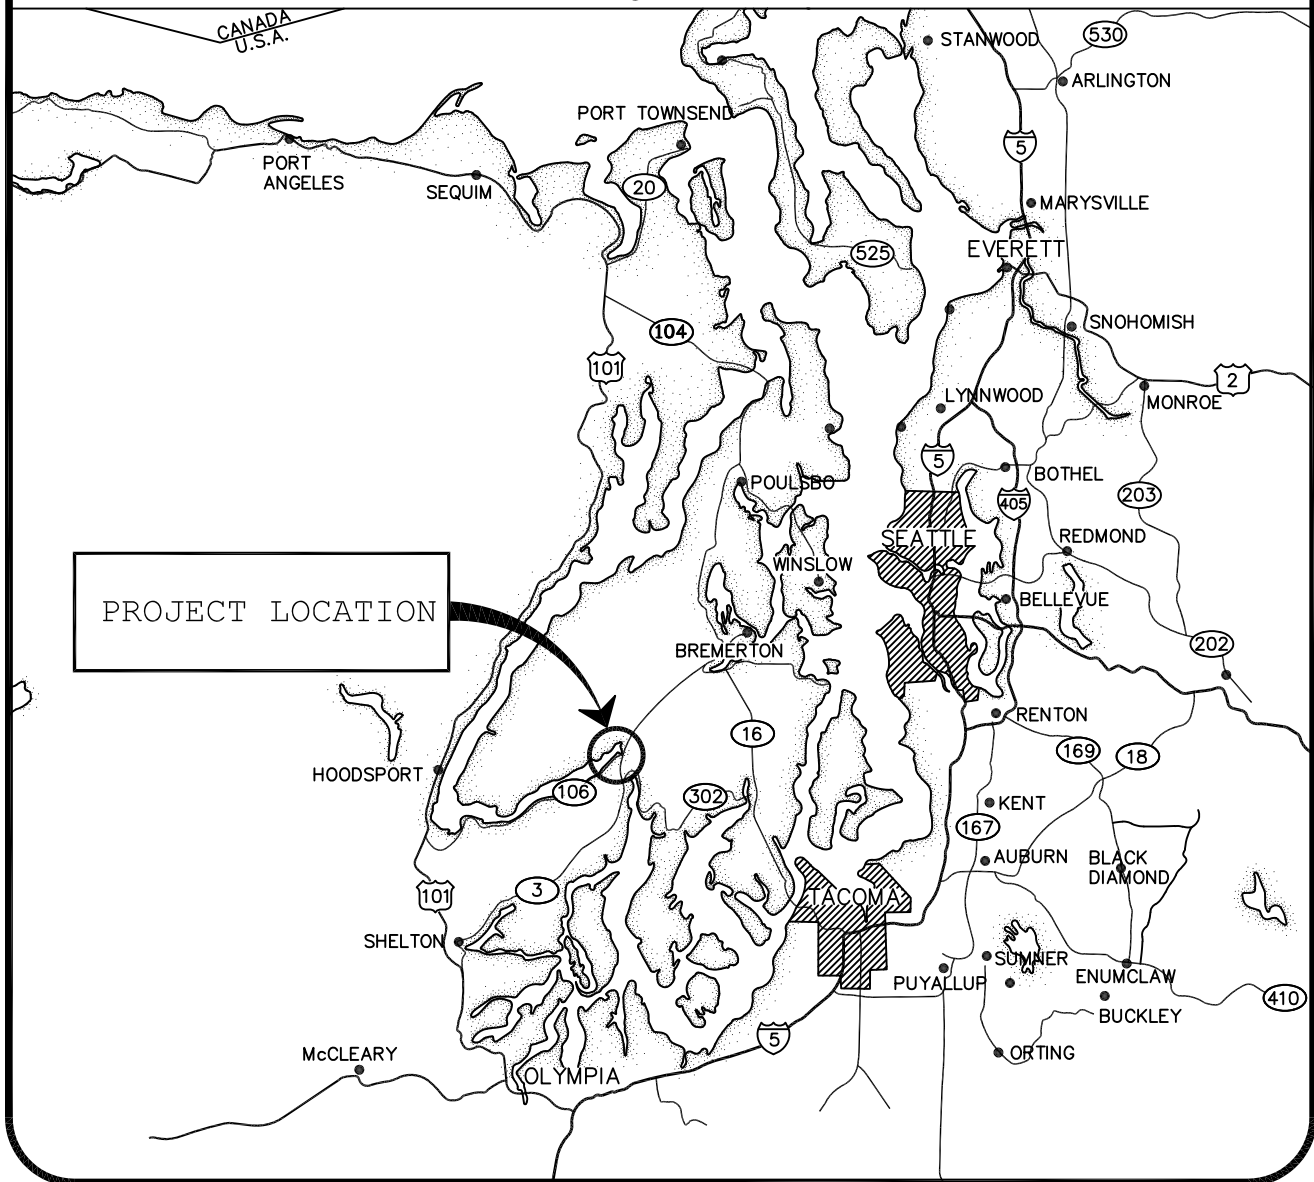 CANADA
U.S.A.
STANWOOD
530
ARLINGTON
PORT TOWNSEND
5
PORT
ANGELES
SEQUIM
20
MARYSVILLE
525
EVERETT
104
SNOHOMISH
101
2
LYNNWOOD
MONROE
5
BOTHEL
POULSBO
405
203
SEATTLE
REDMOND
WINSLOW
PROJECT LOCATION
BELLEVUE
BREMERTON
202
RENTON
16
169
18
HOODSPORT
106
302
KENT
167
AUBURN
BLACK
DIAMOND
3
101
TACOMA
SHELTON
SUMNER
PUYALLUP
ENUMCLAW
410
BUCKLEY
5
McCLEARY
ORTING
OLYMPIA